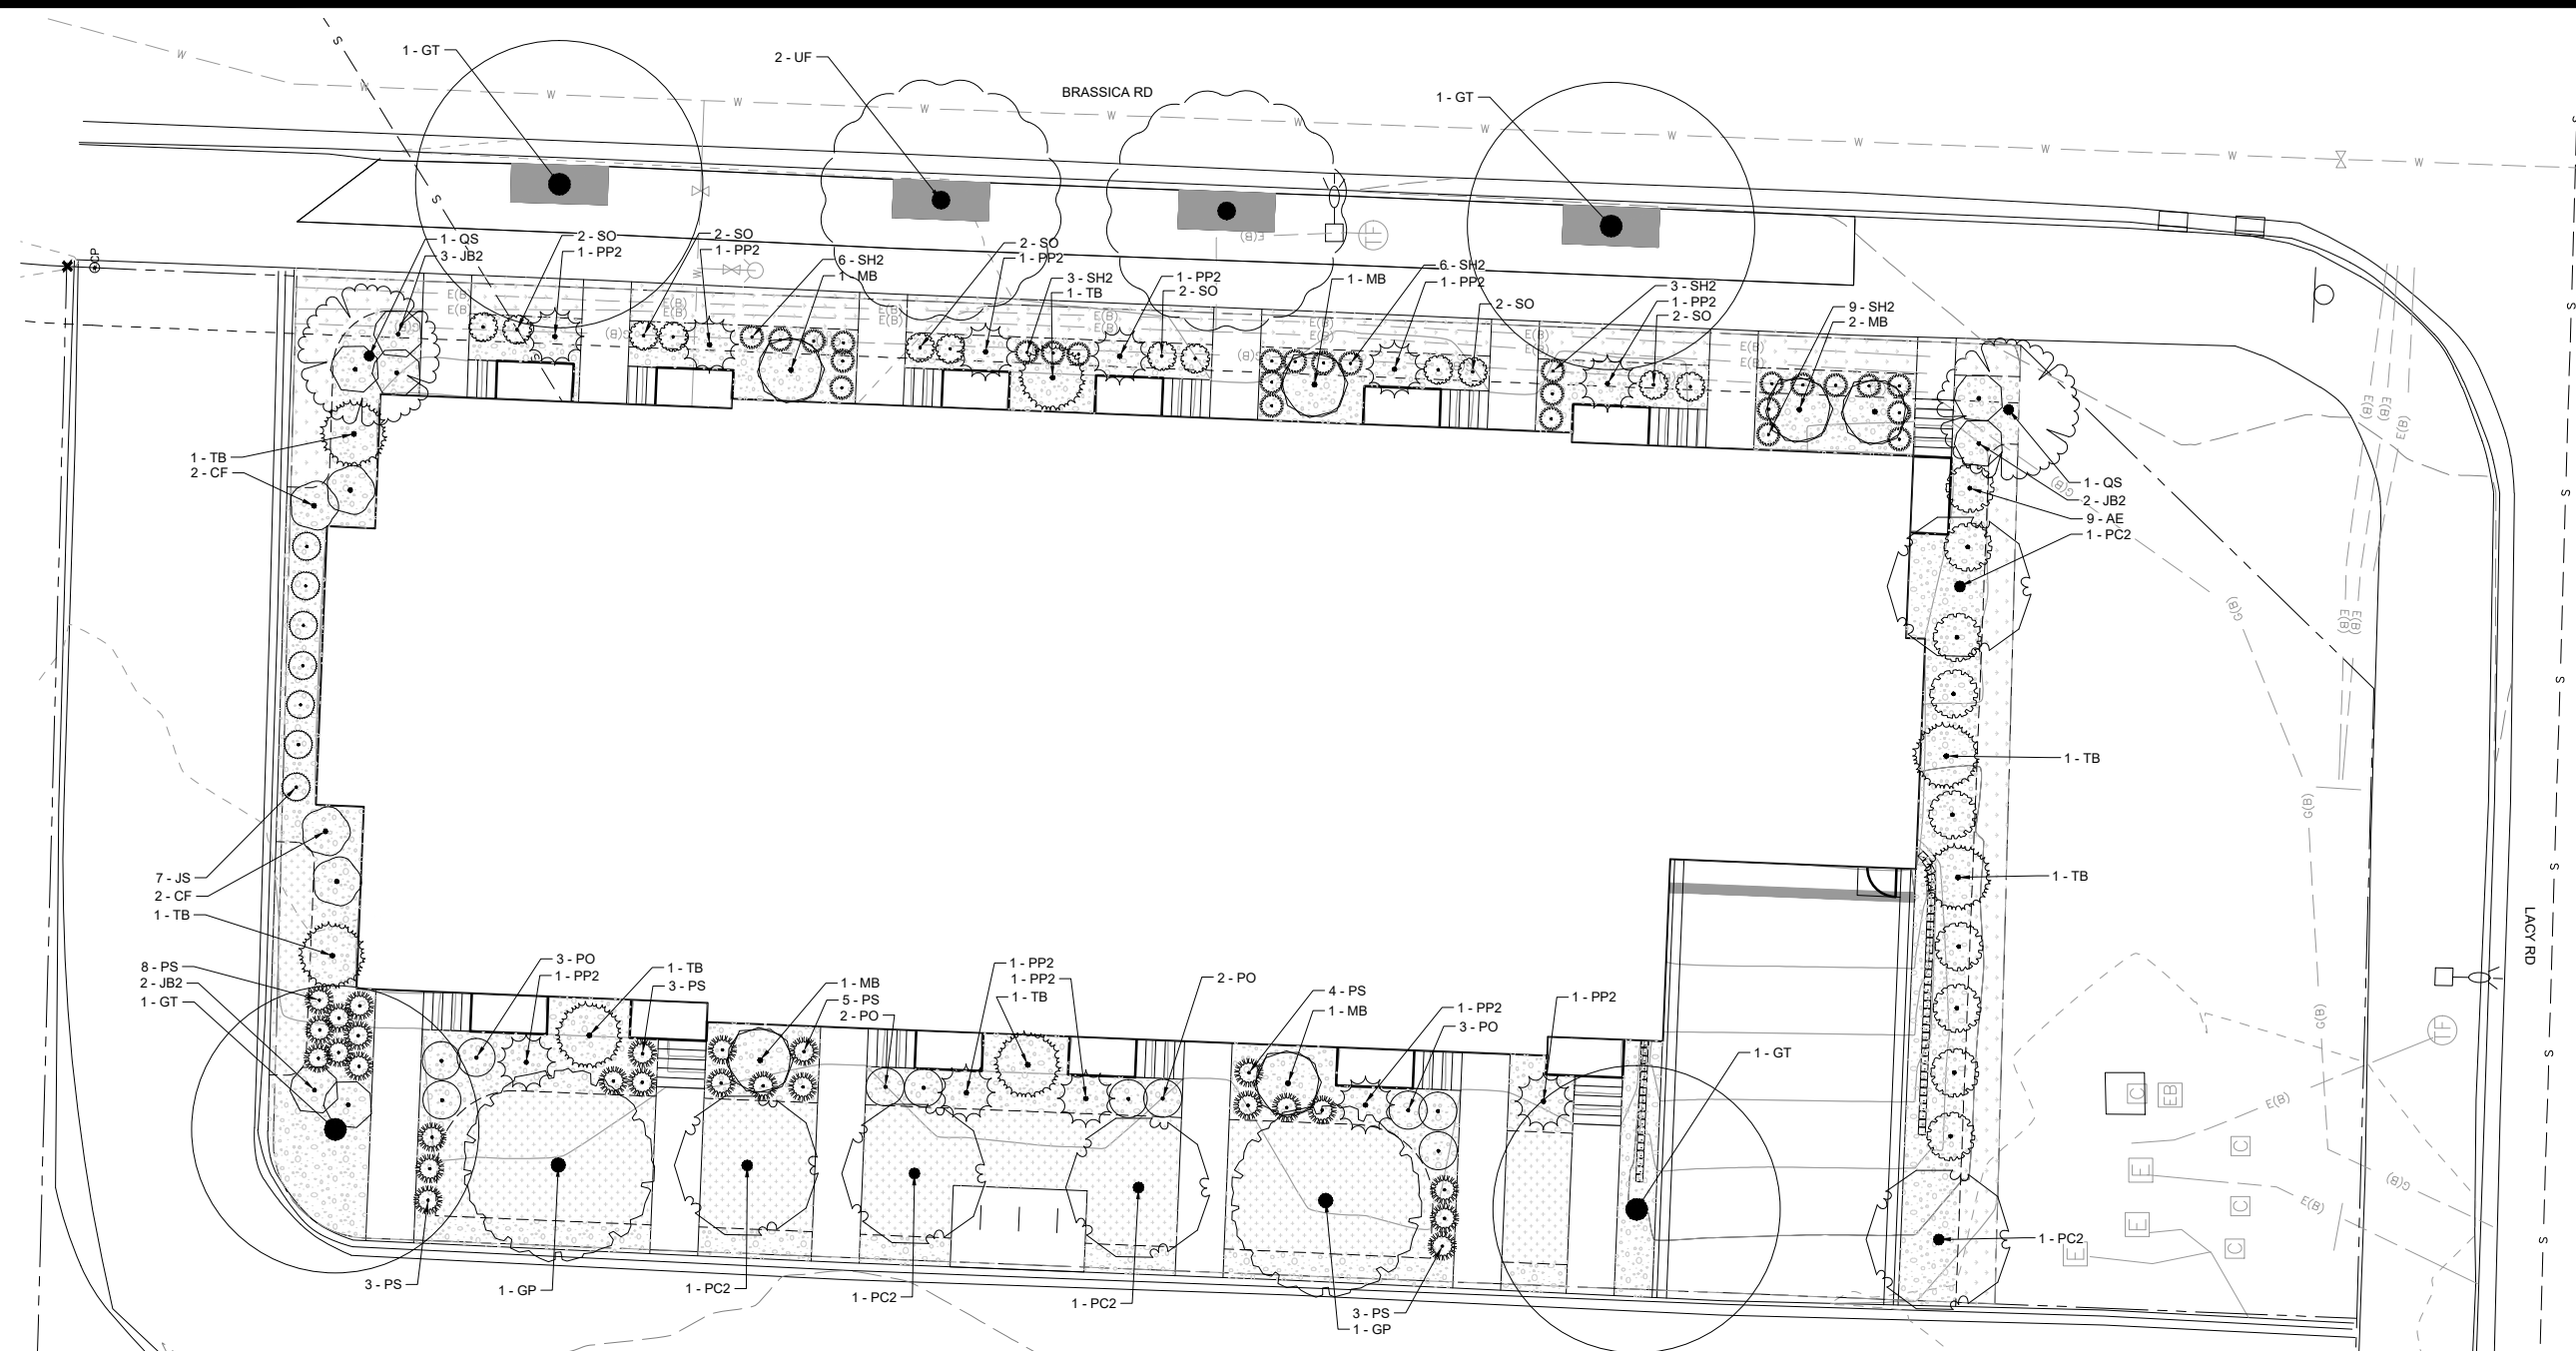 1 - GT
2 - UF
BRASSICA RD
1 - GT
W
W
W
W
W
W
W
W
W
W
W
W
W
S
S
S
CP
1 - QS
3 - JB2
2 - SO
1 - PP2
2 - SO
1 - PP2
6 - SH2
1 - MB
2 - SO
1 - PP2
3 - SH2
1 - TB
1 - PP2
2 - SO
1 - MB
6 - SH2
1 - PP2
2 - SO
3 - SH2
1 - PP2
2 - SO
9 - SH2
2 - MB
E(B)
TF
E(B)
E(B)
E(B)
E(B)
E(B)
E(B)
E(B)
E(B)
E(B)
E(B)
E(B)
E(B)
E(B)
E(B)
G(B)
G(B)
G(B)
1 - TB
2 - CF
1 - QS
2 - JB2
9 - AE
1 - PC2
G(B)
E(B)
E(B)
E(B)
G(B)
E(B)
E(B)
1 - TB
G(B)
7 - JS
2 - CF
1 - TB
1 - TB
LACY RD
8 - PS
2 - JB2
1 - GT
3 - PO
1 - PP2
1 - TB
3 - PS
1 - MB
5 - PS
2 - PO
1 - PP2
1 - PP2
1 - TB
2 - PO
4 - PS
1 - MB
1 - PP2
3 - PO
1 - PP2
1 - GT
G(B)
TF
C
EB
E(B)
C
E
G(B)
E(B)
C
E
C
E
1 - PC2
3 - PS
1 - GP
1 - PC2
1 - PC2
1 - PC2
3 - PS
1 - GP
S
S
S
S
S
S